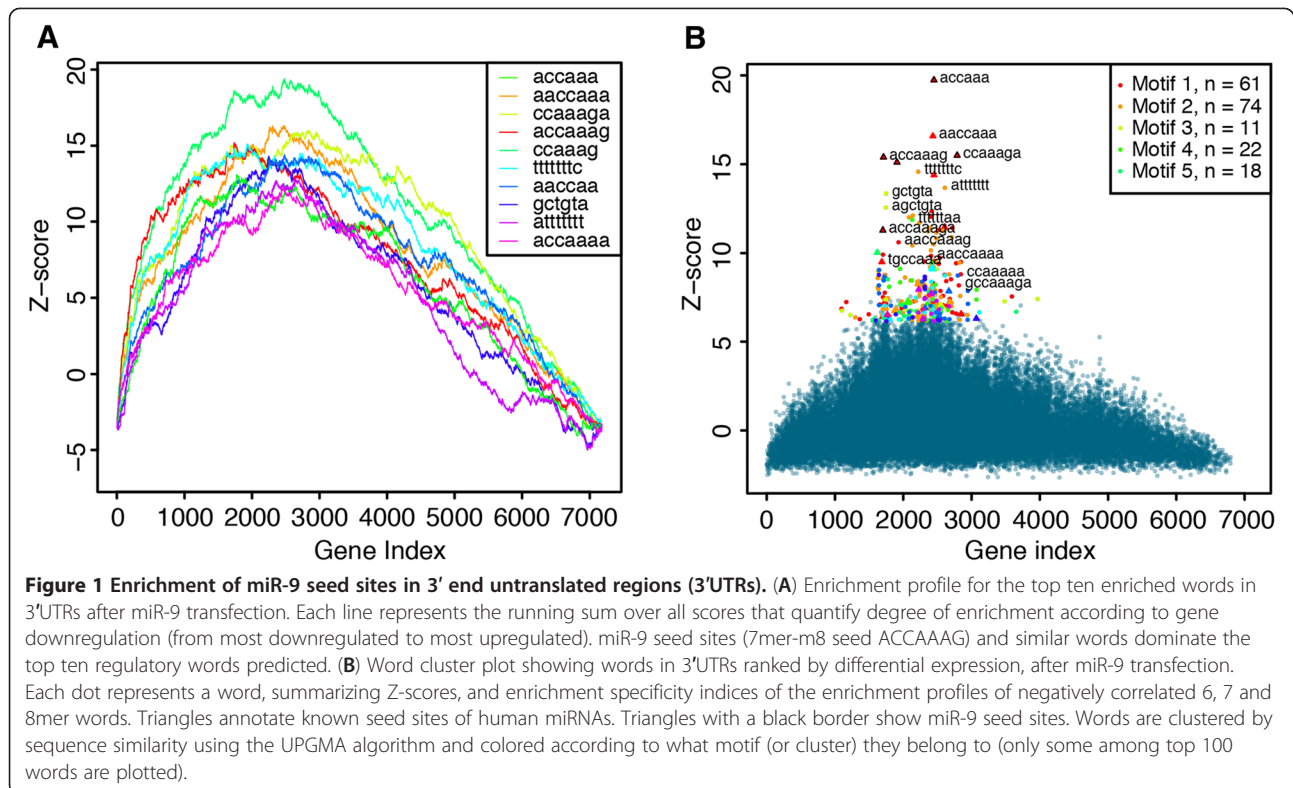 A
B
20
15
10
5
0
−5
Z-score
0 1000 2000 3000 4000 5000 6000 7000
Gene Index
accaaa
aaccaaa
ccaaaga
accaaag
ccaaag
tttttttc
aaccaa
gctgta
attttttt
accaaaa
20
15
10
5
0
Z-score
0 1000 2000 3000 4000 5000 6000 7000
Gene index
Motif 1, n = 61
Motif 2, n = 74
Motif 3, n = 11
Motif 4, n = 22
Motif 5, n = 18
accaaa
aaccaaa
accaaag
ccaaaga
tttttttc
attttttt
gctgta
agctgta
ttttttaa
accaaaga
aaccaaag
aaccaaaa
tgccaaa
ccaaaaa
gccaaaga
Figure 1 Enrichment of miR-9 seed sites in 3′ end untranslated regions (3′UTRs). (A) Enrichment profile for the top ten enriched words in
3′UTRs after miR-9 transfection. Each line represents the running sum over all scores that quantify degree of enrichment according to gene
downregulation (from most downregulated to most upregulated). miR-9 seed sites (7mer-m8 seed ACCAAAG) and similar words dominate the
top ten regulatory words predicted. (B) Word cluster plot showing words in 3′UTRs ranked by differential expression, after miR-9 transfection.
Each dot represents a word, summarizing Z-scores, and enrichment specificity indices of the enrichment profiles of negatively correlated 6, 7 and
8mer words. Triangles annotate known seed sites of human miRNAs. Triangles with a black border show miR-9 seed sites. Words are clustered by
sequence similarity using the UPGMA algorithm and colored according to what motif (or cluster) they belong to (only some among top 100
words are plotted).